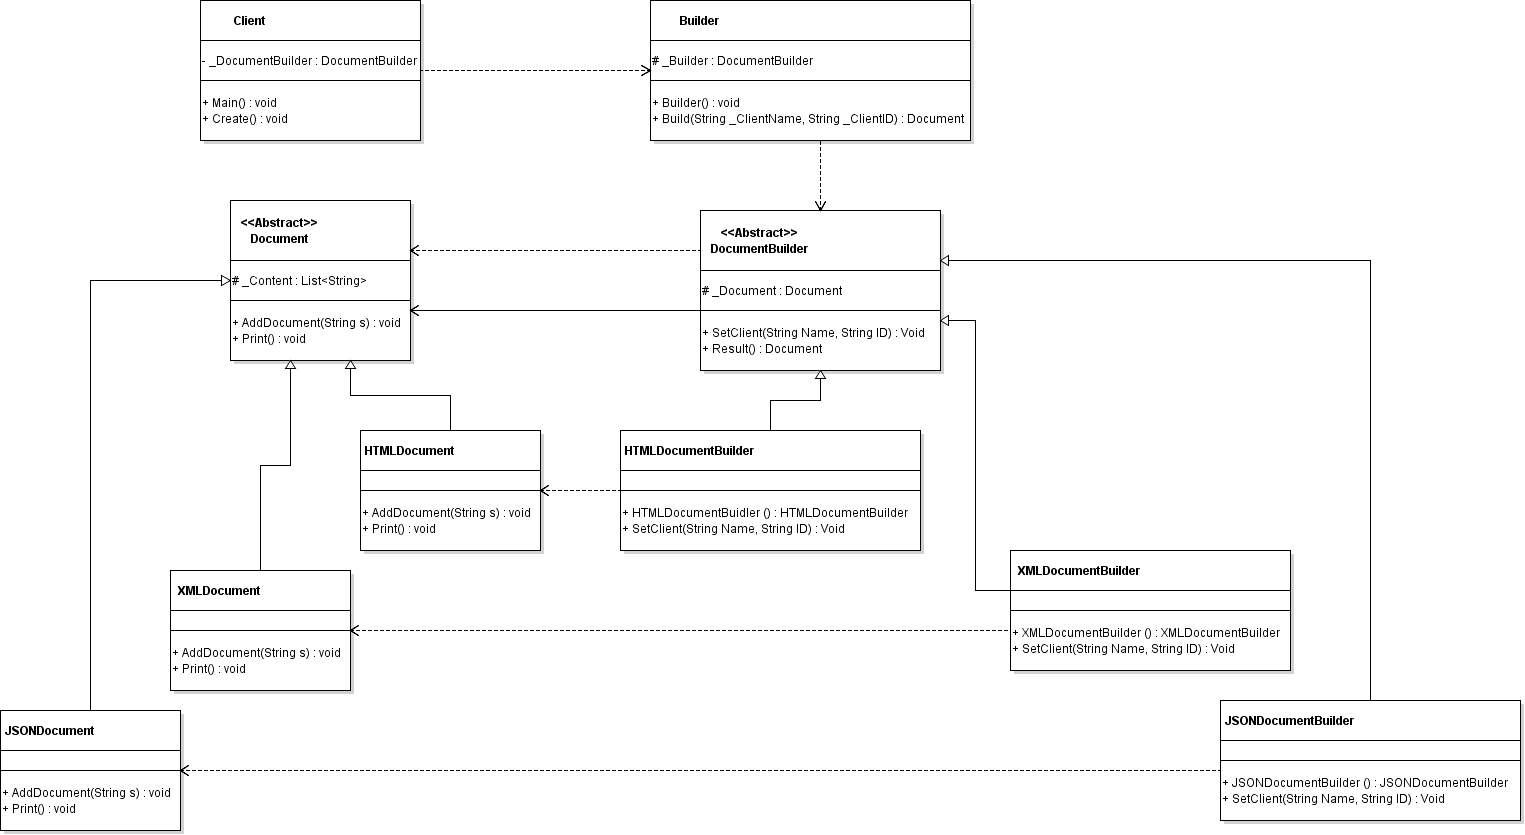 Client
- _DocumentBuilder : DocumentBuilder
+ Main() : void
+ Create() : void
Builder
# _Builder : DocumentBuilder
+ Builder() : void
+ Build(String _ClientName, String _ClientID) : Document
<<Abstract>>
Document
# _Content : List<String>
+ AddDocument(String s) : void
+ Print() : void
<<Abstract>>
DocumentBuilder
# _Document : Document
+ SetClient(String Name, String ID) : Void
+ Result() : Document
HTMLDocument
+ AddDocument(String s) : void
+ Print() : void
HTMLDocumentBuilder
+ HTMLDocumentBuidler () : HTMLDocumentBuilder
+ SetClient(String Name, String ID) : Void
XMLDocument
+ AddDocument(String s) : void
+ Print() : void
XMLDocumentBuilder
+ XMLDocumentBuilder () : XMLDocumentBuilder
+ SetClient(String Name, String ID) : Void
JSONDocument
+ AddDocument(String s) : void
+ Print() : void
JSONDocumentBuilder
+ JSONDocumentBuilder () : JSONDocumentBuilder
+ SetClient(String Name, String ID) : Void